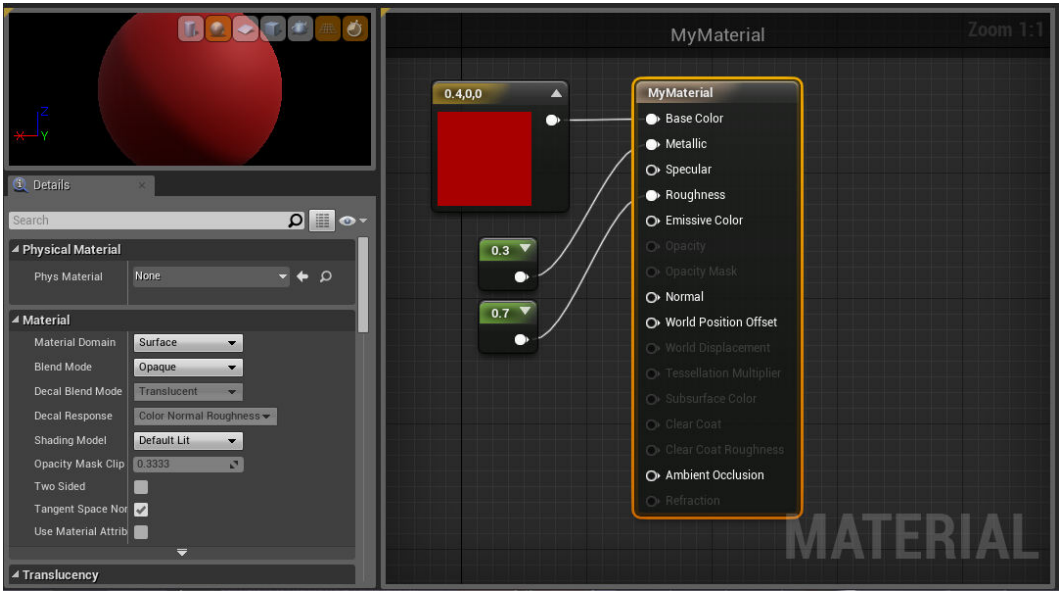 Z
X Y
Details
Search
Physical Material
Phys Material None
Material
Material Domain Surface
Blend Mode Opaque
Decal Blend Mode Translucent
Decal Response Color Normal Roughness
Shading Model Default Lit
Opacity Mask Clip 0.3333
Two Sided
Tangent Space Nor
Use Material Attrib
Translucency
MyMaterial
Zoom 1:1
0.4,0,0
0.3
0.7
MyMaterial
Base Color
Metallic
Specular
Roughness
Emissive Color
Opacity
Opacity Mask
Normal
World Position Offset
World Displacement
Tessellation Multiplier
Subsurface Color
Clear Coat
Clear Coat Roughness
Ambient Occlusion
Refraction
MATERIAL